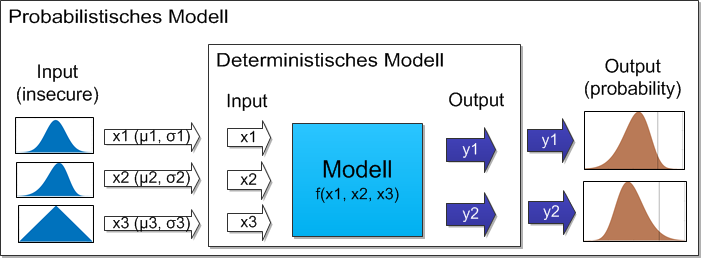 Probabilistisches Modell
Input
(insecure)
x1 (µ1, σ1)
x2 (µ2, σ2)
x3 (µ3, σ3)
Deterministisches Modell
Input
x1
x2
x3
Modell
f(x1, x2, x3)
Output
y1
y2
y1
y2
Output
(probability)